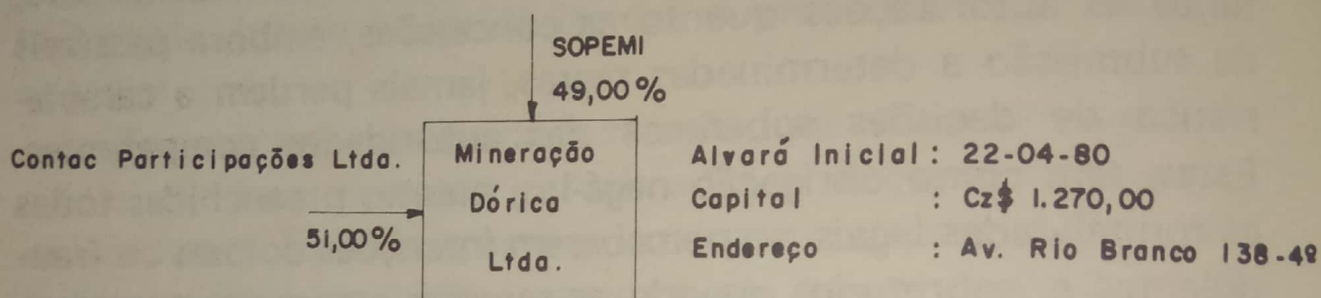 SOPEMI
49,00%
Contac Participações Ltda.
51,00%
Mineração
Dórica
Ltda.
Alvará Inicial: 22-04-80
Capital : Cz$ 1.270,00
Endereço : Av. Rio Branco 138-4º